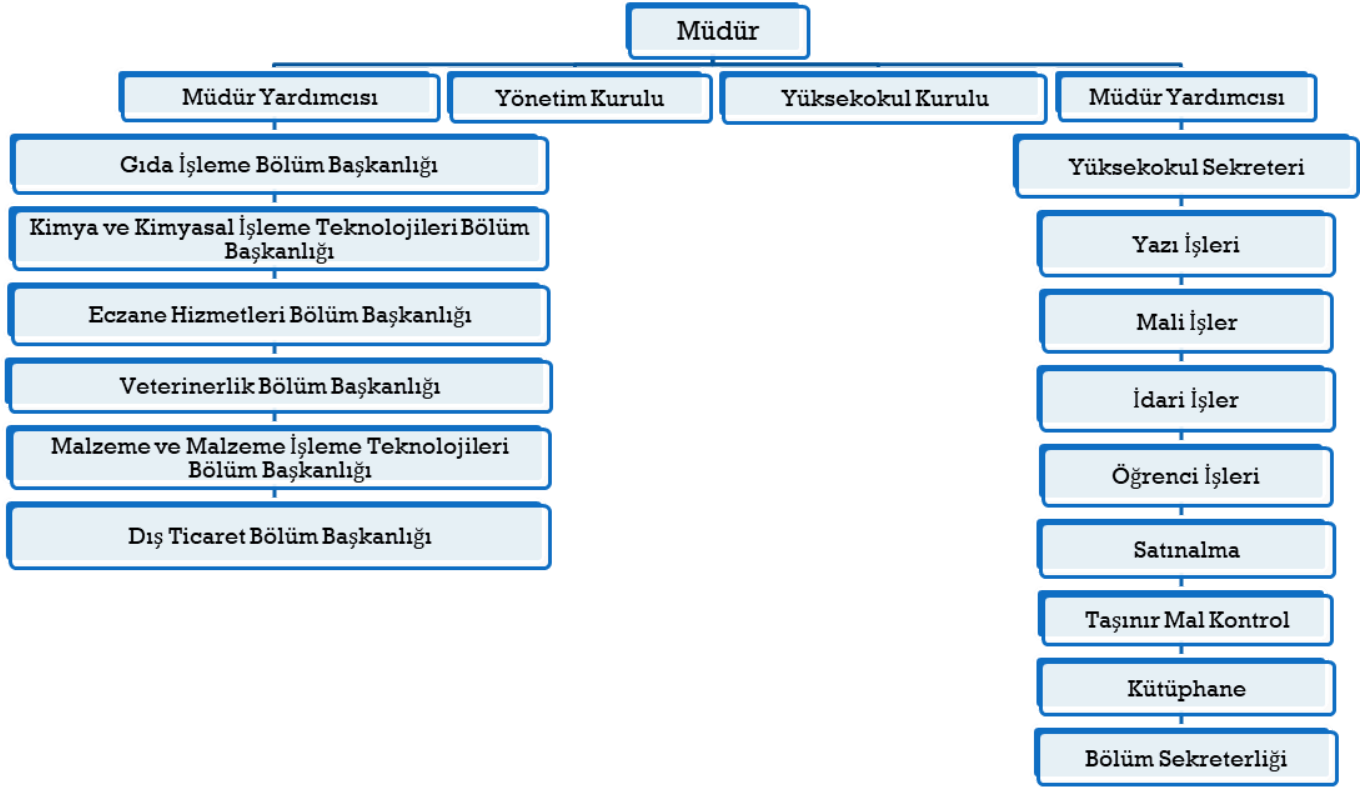 Müdür
Müdür Yardımcısı
Yönetim Kurulu
Yüksekokul Kurulu
Müdür Yardımcısı
Gıda İşleme Bölüm Başkanlığı
Kimya ve Kimyasal İşleme Teknolojileri Bölüm
Başkanlığı
Eczane Hizmetleri Bölüm Başkanlığı
Veterinerlik Bölüm Başkanlığı
Malzeme ve Malzeme İşleme Teknolojileri
Bölüm Başkanlığı
Dış Ticaret Bölüm Başkanlığı
Yüksekokul Sekreteri
Yazı İşleri
Mali İşler
İdari İşler
Öğrenci İşleri
Satınalma
Taşınır Mal Kontrol
Kütüphane
Bölüm Sekreterliği